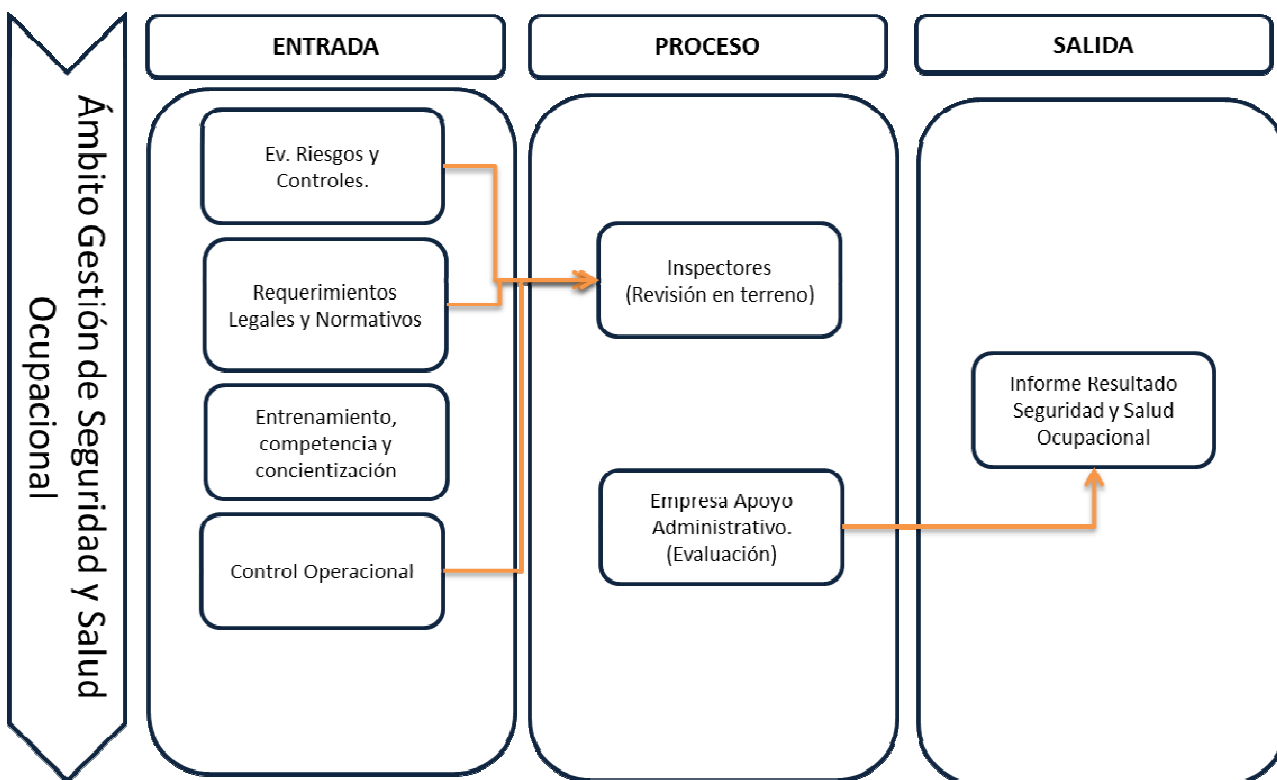 Ámbito Gestión de Seguridad y Salud
Ocupacional
ENTRADA
PROCESO
SALIDA
Ev. Riesgos y
Controles.
Requerimientos
Legales y Normativos
Entrenamiento,
competencia y
concientización
Control Operacional
Inspectores
(Revisión en terreno)
Empresa Apoyo
Administrativo.
(Evaluación)
Informe Resultado
Seguridad y Salud
Ocupacional